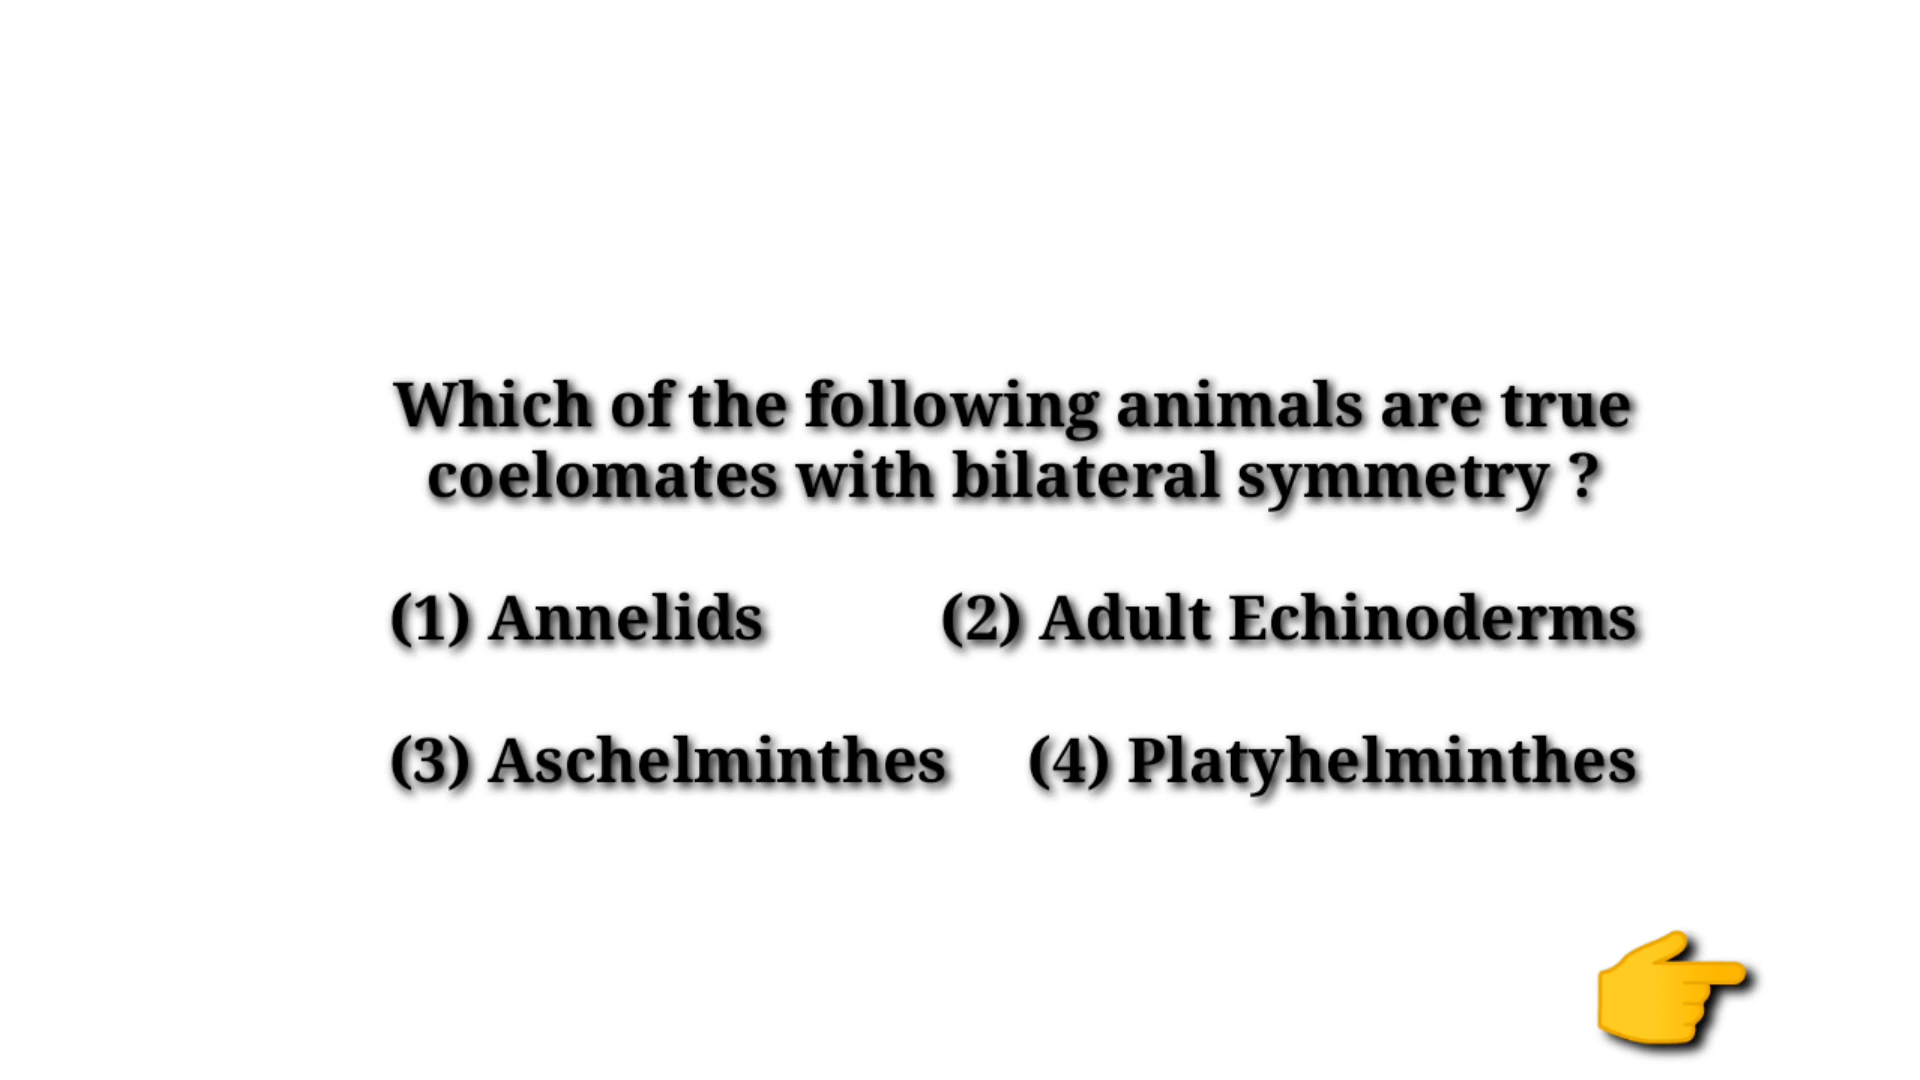 Which of the following animals are true
coelomates with bilateral symmetry ?
(1) Annelids (2) Adult Echinoderms
(3) Aschelminthes (4) Platyhelminthes